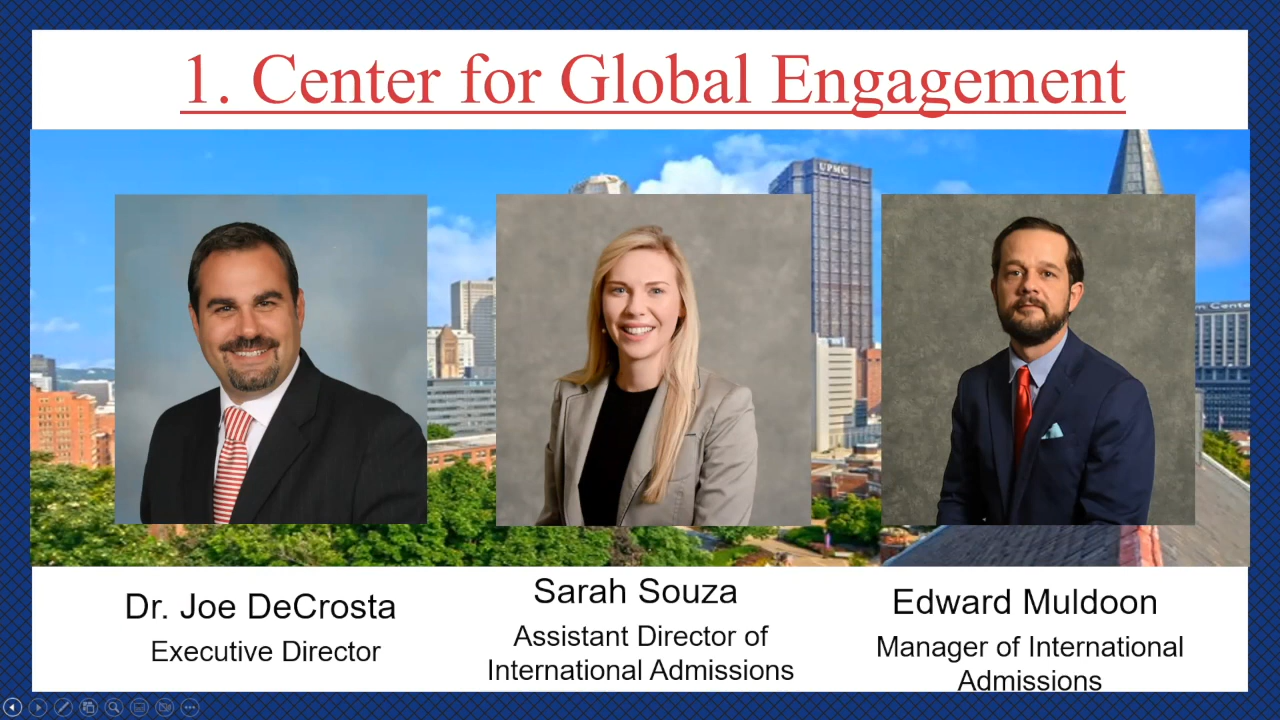 1. Center for Global Engagement
UPMC
Dr. Joe DeCrosta
Executive Director
Sarah Souza
Assistant Director of
International Admissions
Edward Muldoon
Manager of International
Admissions